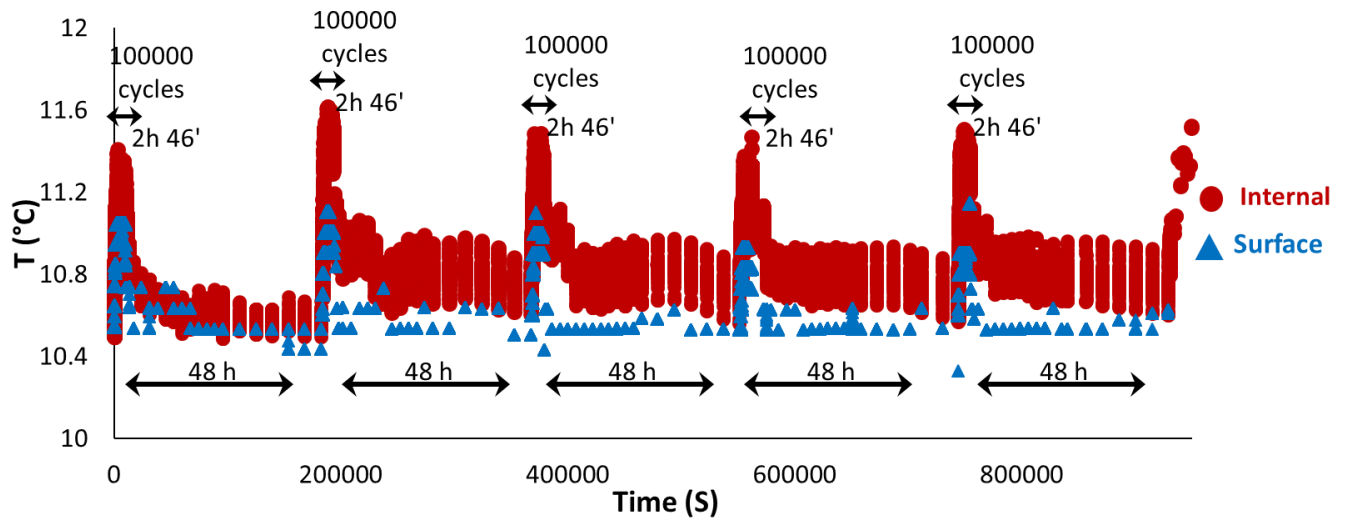 12
11.6
11.2
10.8
10.4
10
T (°C)
100000
cycles
2h 46'
100000
cycles
2h 46'
100000
cycles
2h 46'
100000
cycles
2h 46'
100000
cycles
2h 46'
48 h
48 h
48 h
48 h
48 h
Internal
Surface
0
200000
400000
600000
800000
Time (S)